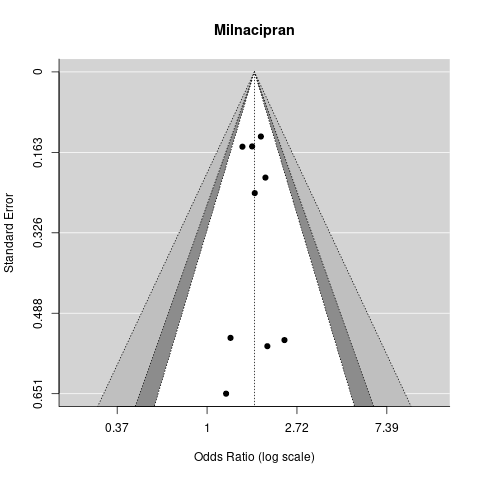 Milnacipran
Standard Error
0
0.163
0.326
0.488
0.651
0.37 1 2.72 7.39
Odds Ratio (log scale)